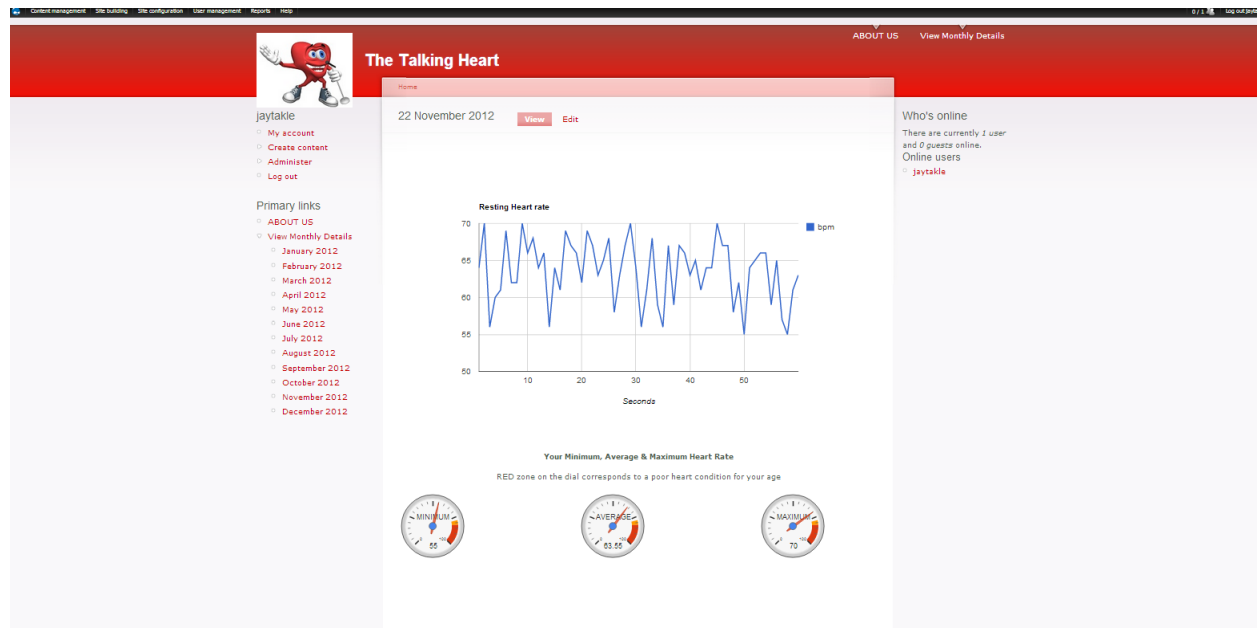 Content management Site building Site configuration User management Reports Help
0 / 1 Log out jayta
ABOUT US View Monthly Details
The Talking Heart
Home
jaytakle
My account
Create content
Administer
Log out
Primary links
ABOUT US
View Monthly Details
January 2012
February 2012
March 2012
April 2012
May 2012
June 2012
July 2012
August 2012
September 2012
October 2012
November 2012
December 2012
22 November 2012 View Edit
Resting Heart rate
70
65
60
55
50
10 20 30 40 50
Seconds
bpm
Your Minimum, Average & Maximum Heart Rate
RED zone on the dial corresponds to a poor heart condition for your age
MINIMUM
55
AVERAGE
63.55
MAXIMUM
70
Who's online
There are currently 1 user
and 0 guests online.
Online users
jaytakle